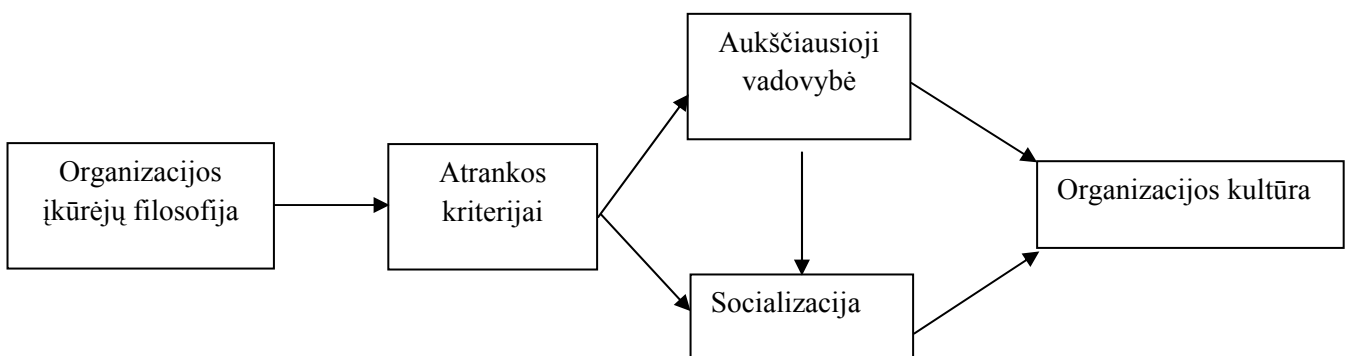 Organizacijos
įkūrėjų filosofija
Atrankos
kriterijai
Aukščiausioji
vadovybė
Socializacija
Organizacijos kultūra